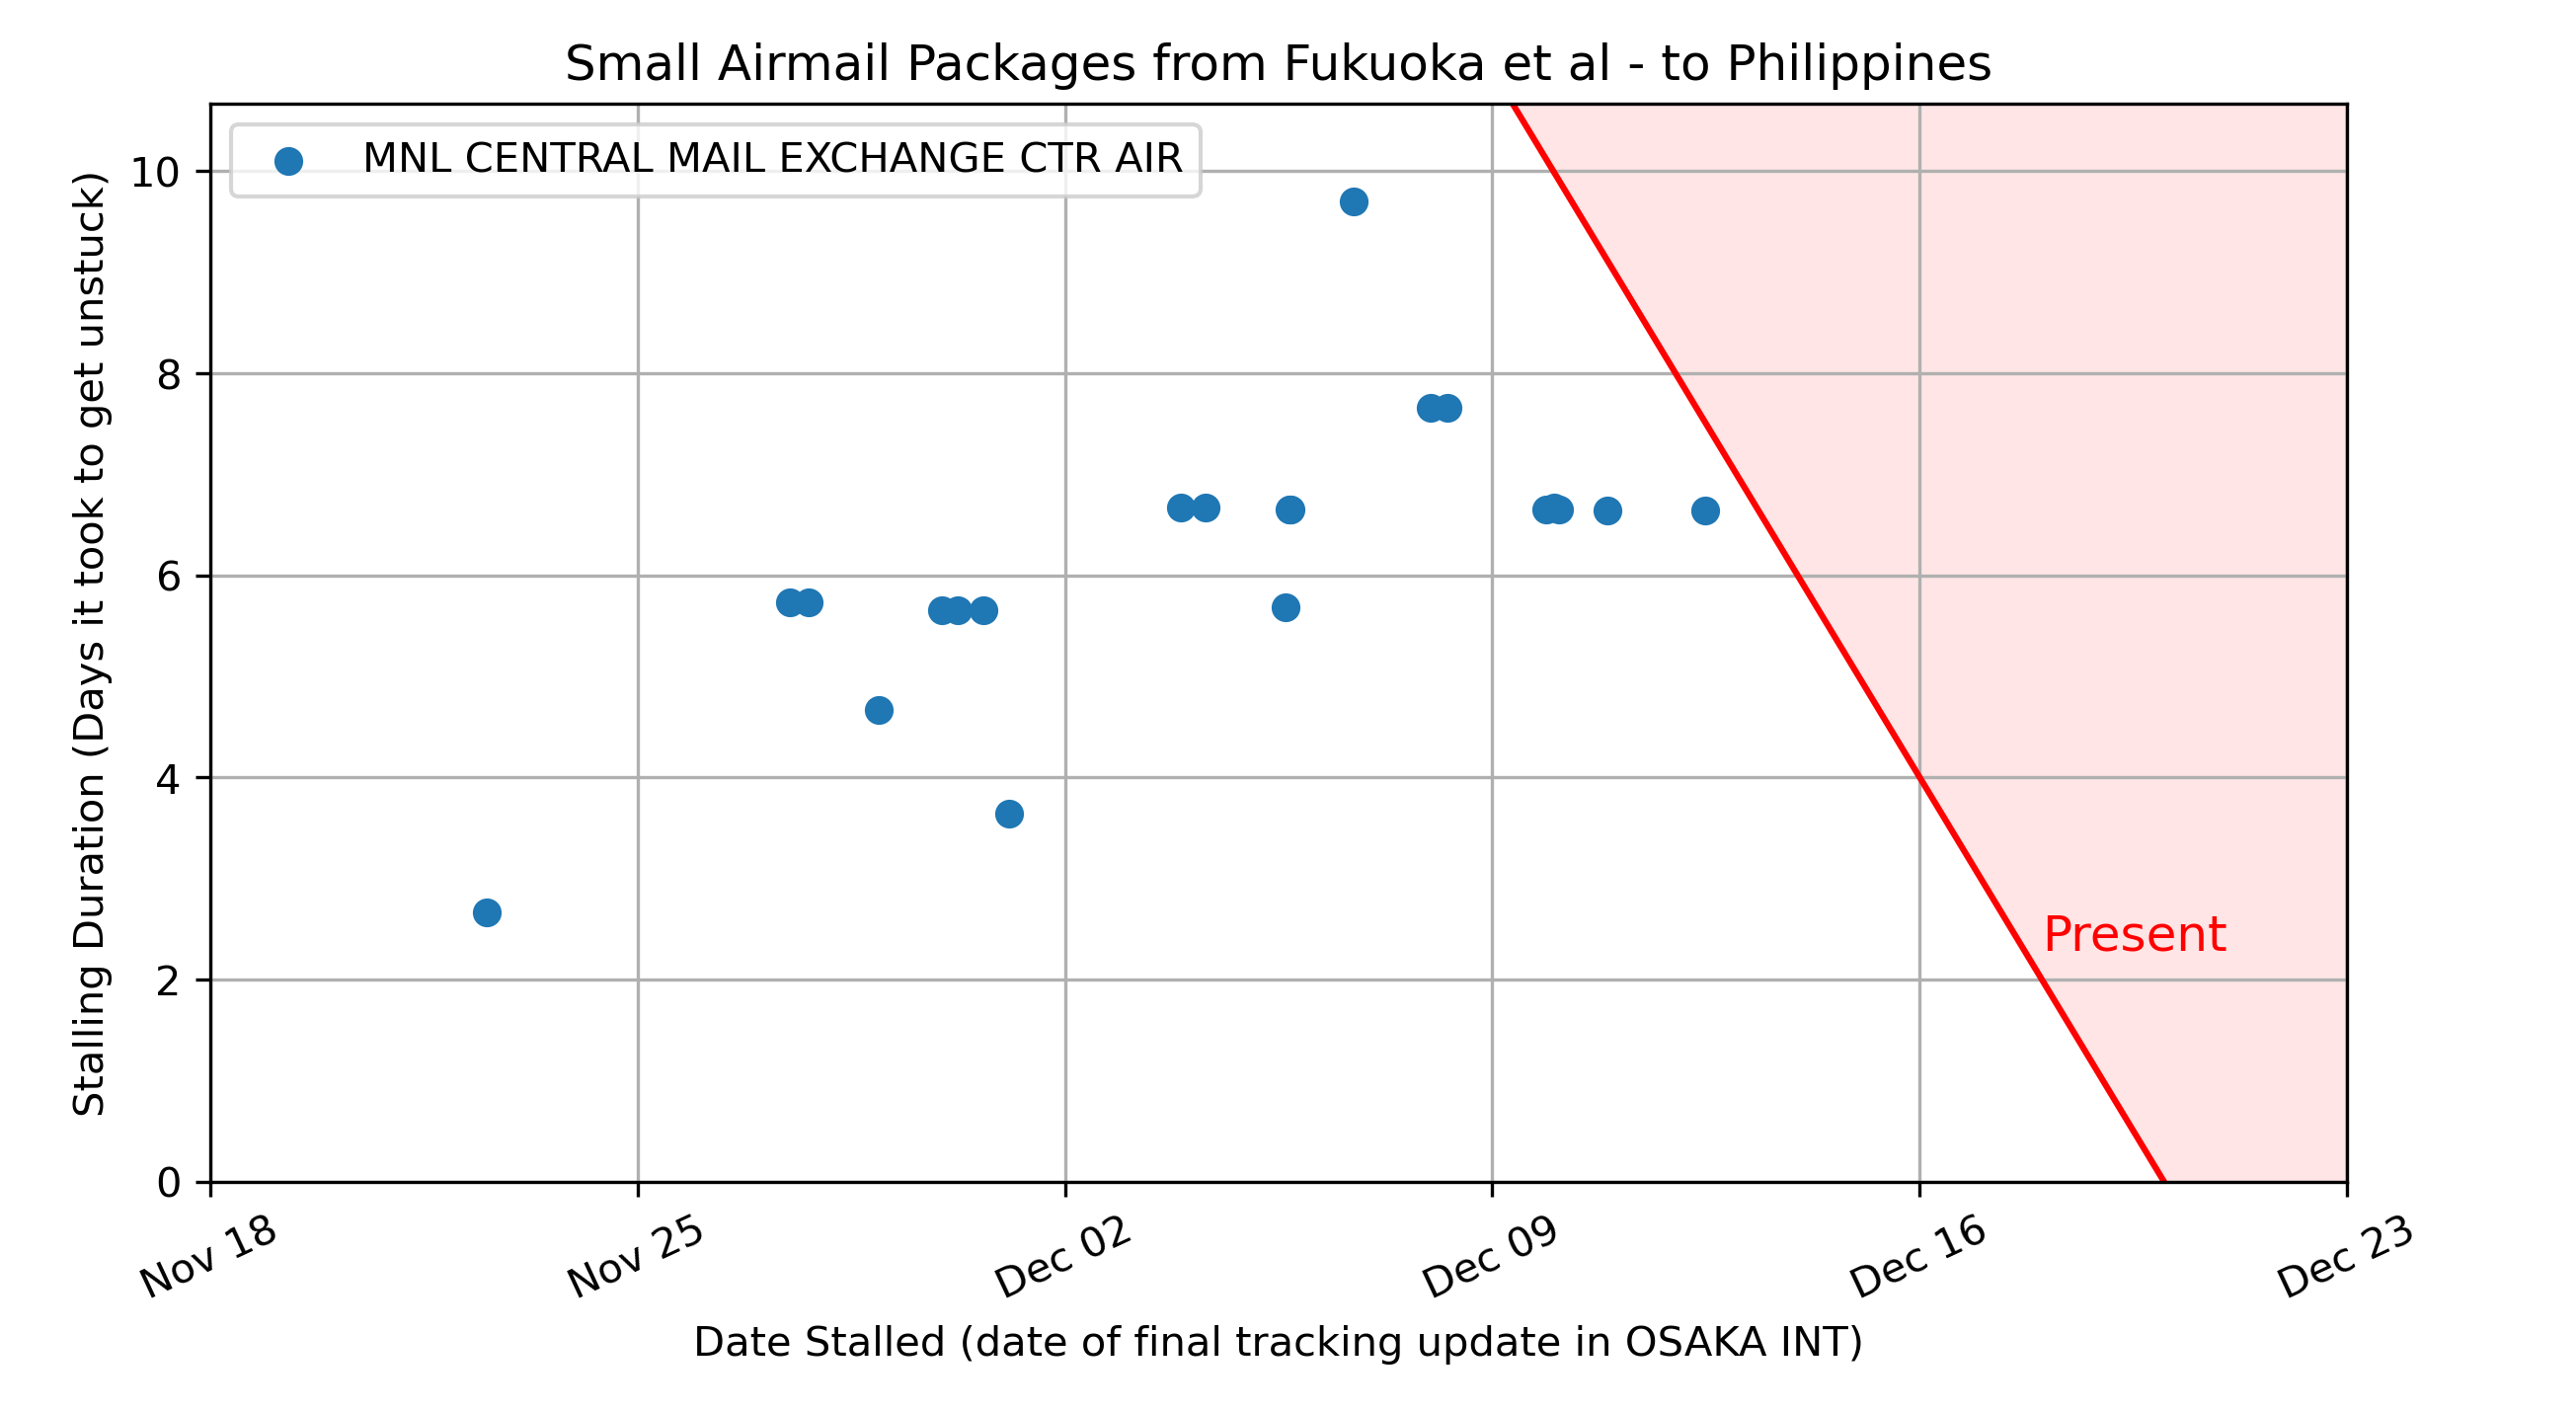 Small Airmail Packages from Fukuoka et al - to Philippines
MNL CENTRAL MAIL EXCHANGE CTR AIR
Stalling Duration (Days it took to get unstuck)
10
8
6
4
2
0
Present
Nov 18
Nov 25
Dec 02
Dec 09
Dec 16
Dec 23
Date Stalled (date of final tracking update in OSAKA INT)